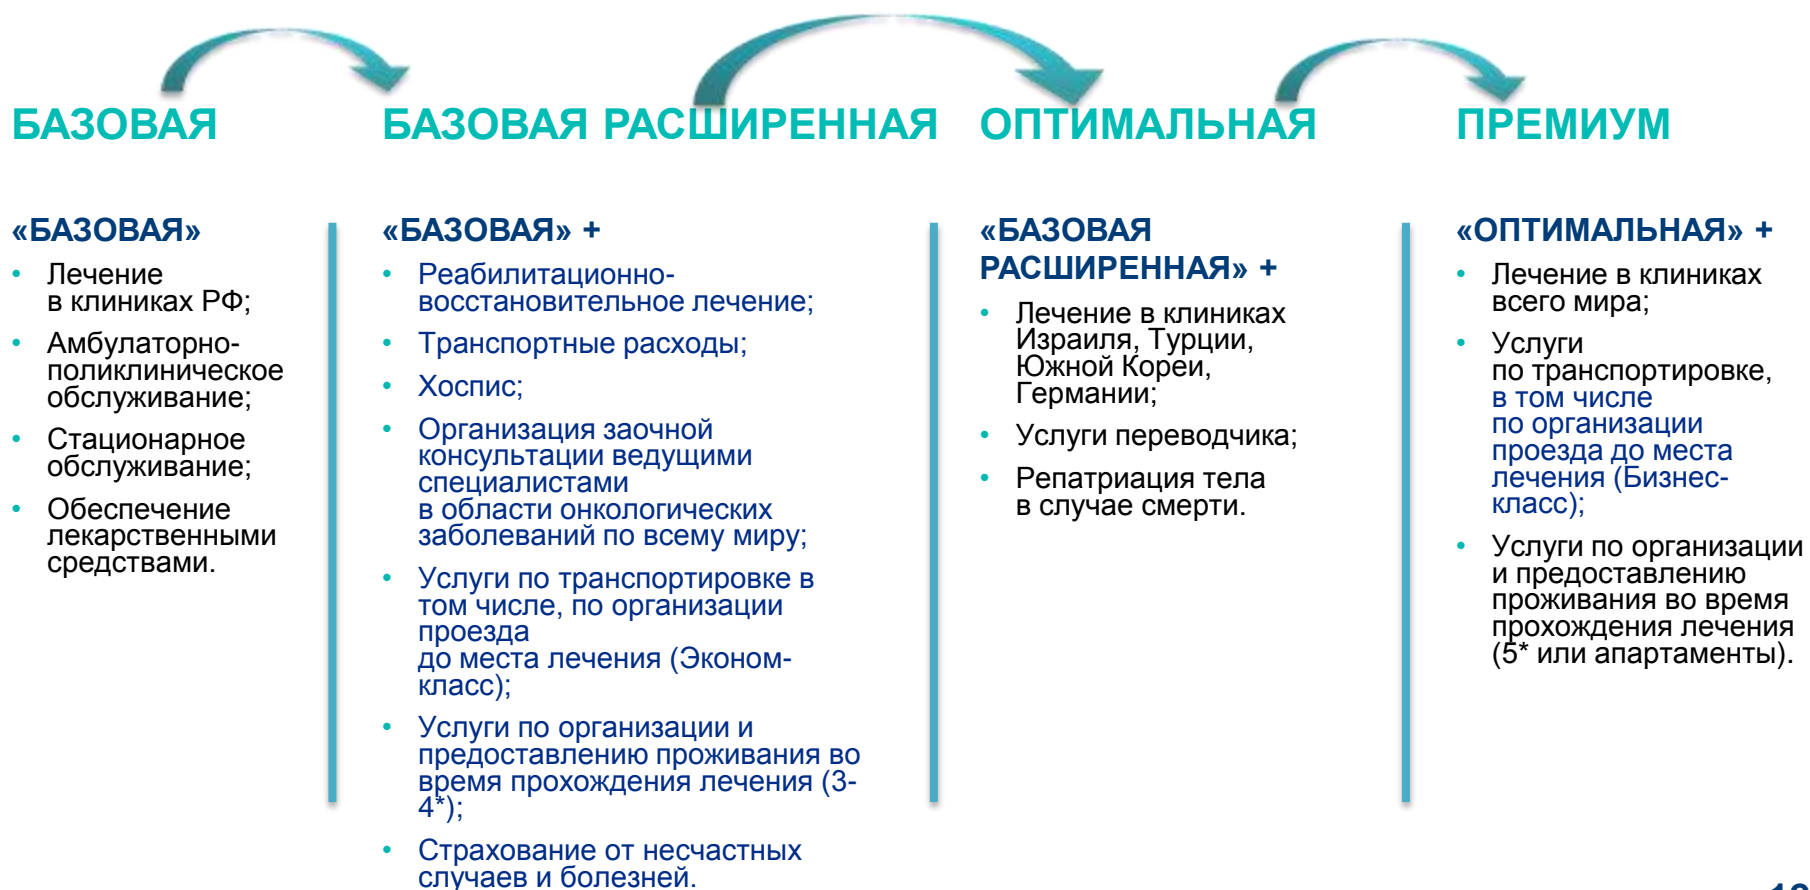 БАЗОВАЯ
БАЗОВАЯ РАСШИРЕННАЯ
ОПТИМАЛЬНАЯ
ПРЕМИУМ
«БАЗОВАЯ»
• Лечение
в клиниках РФ;
• Амбулаторно-
поликлиническое
обслуживание;
• Стационарное
обслуживание;
• Обеспечение
лекарственными
средствами.
«БАЗОВАЯ» +
• Реабилитационно-
восстановительное лечение;
• Транспортные расходы;
• Хоспис;
• Организация заочной
консультации ведущими
специалистами
в области онкологических
заболеваний по всему миру;
• Услуги по транспортировке в
том числе, по организации
проезда
до места лечения (Эконом-
класс);
• Услуги по организации и
предоставлению проживания во
время прохождения лечения (3-
4*);
• Страхование от несчастных
случаев и болезней.
«БАЗОВАЯ
РАСШИРЕННАЯ» +
• Лечение в клиниках
Израиля, Турции,
Южной Кореи,
Германии;
• Услуги переводчика;
• Репатриация тела
в случае смерти.
«ОПТИМАЛЬНАЯ» +
• Лечение в клиниках
всего мира;
• Услуги
по транспортировке,
в том числе
по организации
проезда до места
лечения (Бизнес-
класс);
• Услуги по организации
и предоставлению
проживания во время
прохождения лечения
(5* или апартаменты).